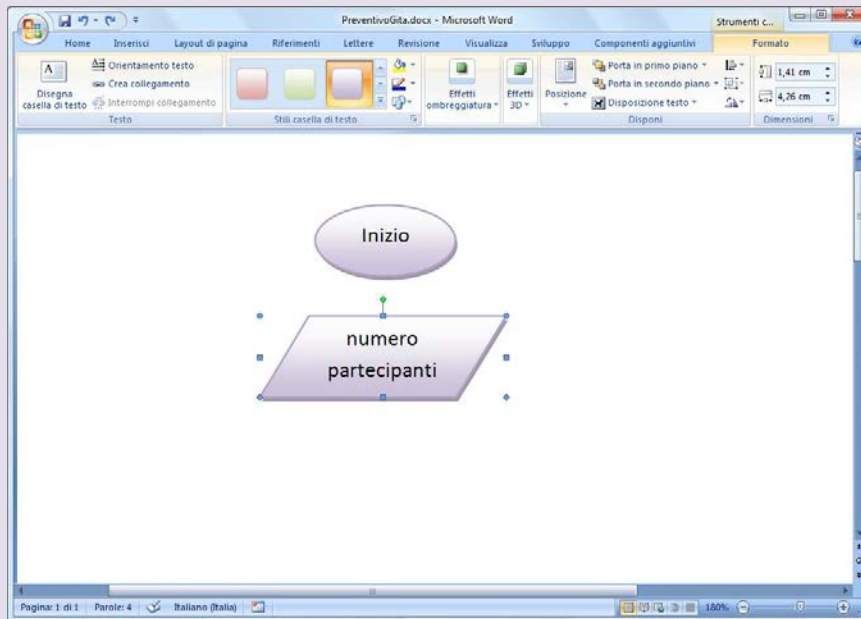 PreventivoGita.docx - Microsoft Word
Strumenti c...
Home Inserisci Layout di pagina Riferimenti Lettere Revisione Visualizza Sviluppo Componenti aggiuntivi Formato
Disegna casella di testo
Orientamento testo
Crea collegamento
Interrompi collegamento
Testo
Stili casella di testo
Effetti ombreggiatura
Effetti 3D
Posizione
Porta in primo piano
Porta in secondo piano
Disposizione testo
Disponi
1,41 cm
4,26 cm
Dimensioni
Inizio
numero
partecipanti
Pagina: 1 di 1 Parole: 4 Italiano (Italia) 180%